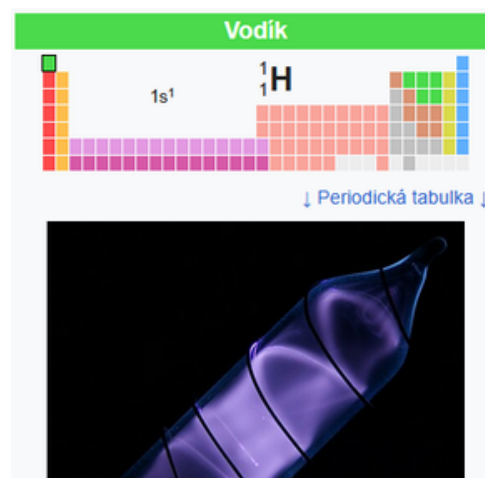 Vodík
1s¹ ¹₁H
↓ Periodická tabulka ↓